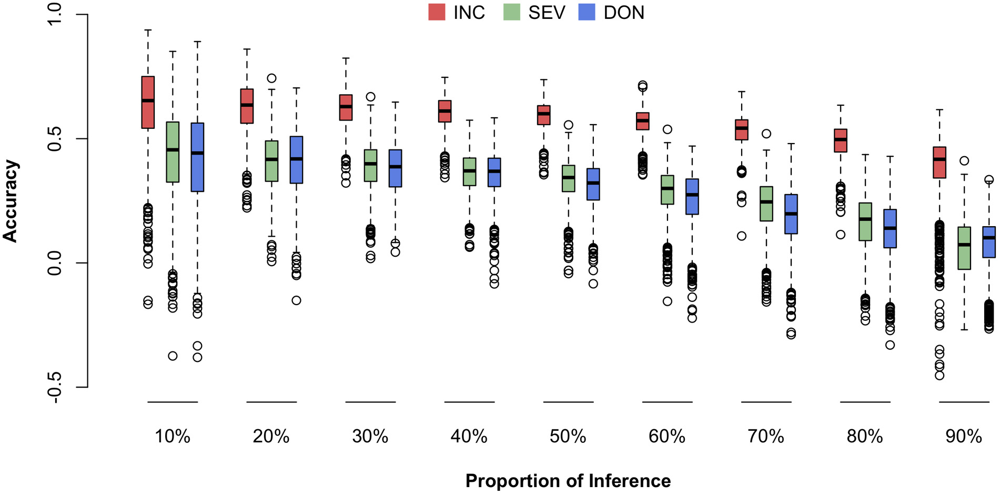 INC SEV DON
Accuracy
1.0
0.5
0.0
-0.5
10% 20% 30% 40% 50% 60% 70% 80% 90%
Proportion of Inference